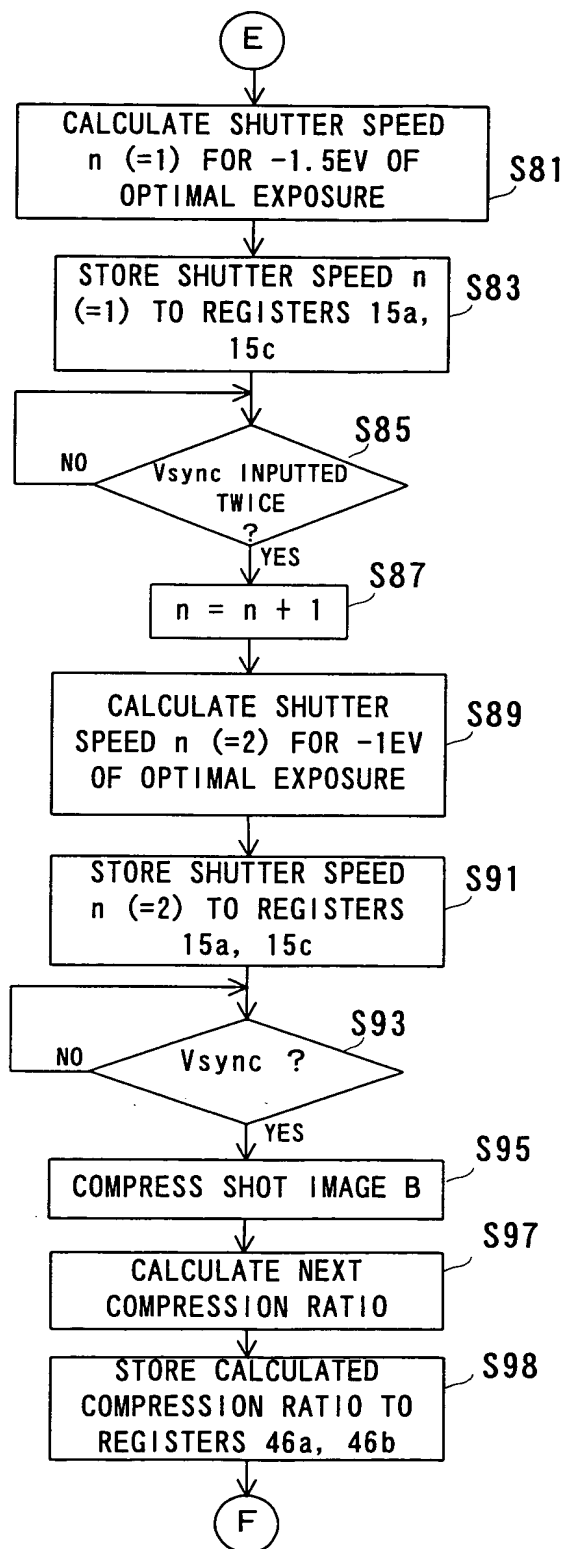 E
CALCULATE SHUTTER SPEED
n (=1) FOR -1.5EV OF
OPTIMAL EXPOSURE
S81
STORE SHUTTER SPEED n
(=1) TO REGISTERS 15a,
15c
S83
S85
Vsync INPUTTED
TWICE
?
NO
YES
S87
n = n + 1
CALCULATE SHUTTER
SPEED n (=2) FOR -1EV
OF OPTIMAL EXPOSURE
S89
STORE SHUTTER SPEED
n (=2) TO REGISTERS
15a, 15c
S91
S93
Vsync ?
NO
YES
S95
COMPRESS SHOT IMAGE B
S97
CALCULATE NEXT
COMPRESSION RATIO
S98
STORE CALCULATED
COMPRESSION RATIO TO
REGISTERS 46a, 46b
F